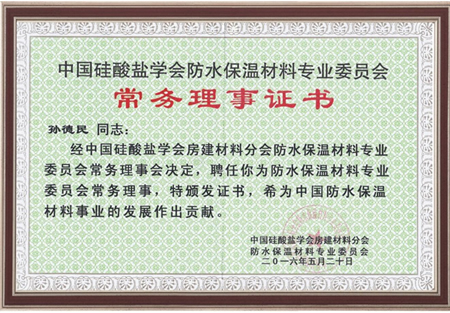 中国硅酸盐学会防水保温材料专业委员会
常务理事证书
孙德民 同志：
经中国硅酸盐学会房建材料分会防水保温材料专业
委员会常务理事会决定，聘任你为防水保温材料专业
委员会常务理事，特颁发证书，希为中国防水保温
材料事业的发展作出贡献。
中国硅酸盐学会房建材料分会
防水保温材料专业委员会
二〇一六年五月二十日